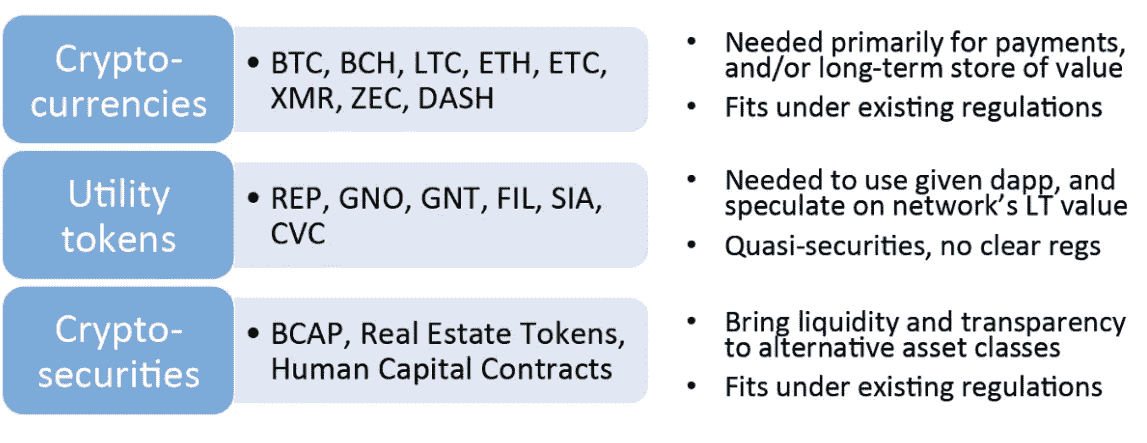 Crypto-
currencies
• BTC, BCH, LTC, ETH, ETC,
XMR, ZEC, DASH
• Needed primarily for payments,
and/or long-term store of value
• Fits under existing regulations
Utility
tokens
• REP, GNO, GNT, FIL, SIA,
CVC
• Needed to use given dapp, and
speculate on network's LT value
• Quasi-securities, no clear regs
Crypto-
securities
• BCAP, Real Estate Tokens,
Human Capital Contracts
• Bring liquidity and transparency
to alternative asset classes
• Fits under existing regulations